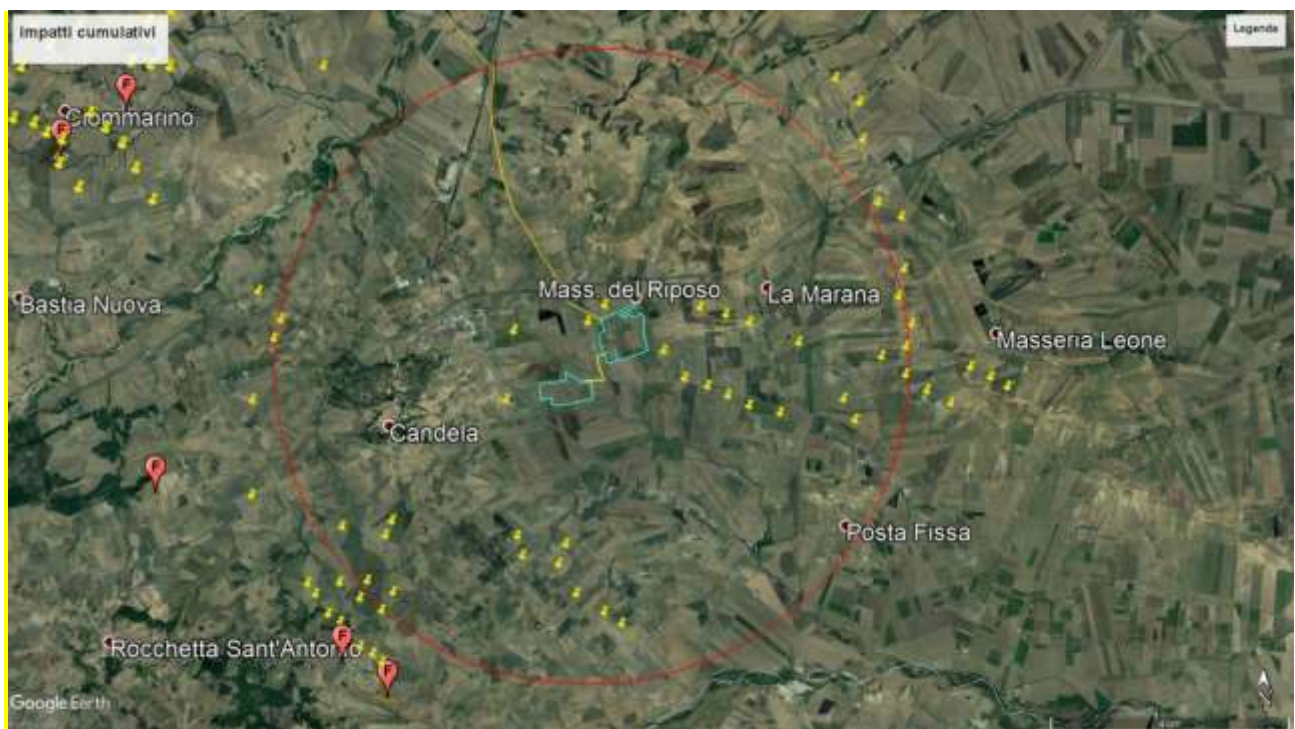 Impatti cumulativi
Legenda
F
Ciommarino
F
Mass. del Riposo
La Marana
Bastia Nuova
Masseria Leone
Candela
F
Posta Fissa
F
Rocchetta Sant'Antonio
F
Google Earth
N